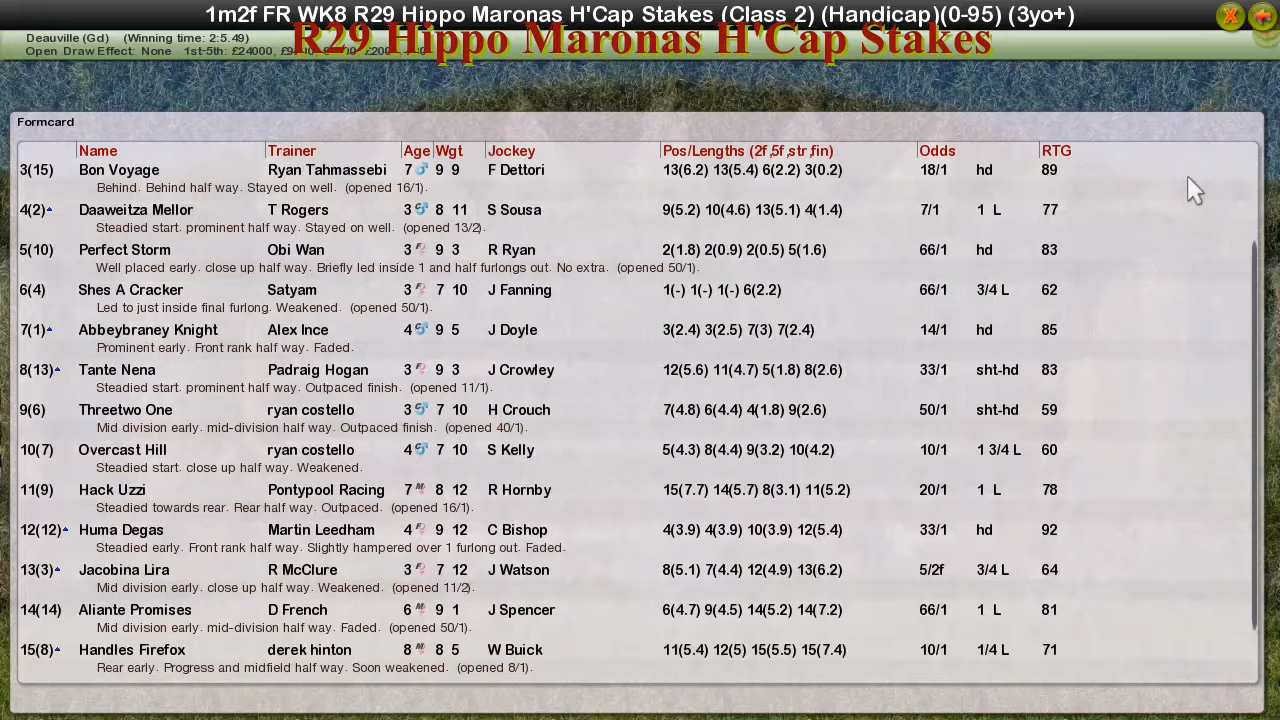 1m2f FR WK8 R29 Hippo Maronas H'Cap Stakes (Class 2) (Handicap)(0-95) (3yo+)
Deauville (Gd) (Winning time: 2:5.49)
R29 Hippo Maronas H'Cap Stakes
Open Draw Effect: None 1st-5th: £24000,
Formcard
Name Trainer Age Wgt Jockey Pos/Lengths (2f,5f,str,fin) Odds RTG
3(15) Bon Voyage Ryan Tahmassebi 7 9 9 F Dettori 13(6.2) 13(5.4) 6(2.2) 3(0.2) 18/1 hd 89
Behind. Behind half way. Stayed on well. (opened 16/1).
4(2) Daaweitza Mellor T Rogers 3 8 11 S Sousa 9(5.2) 10(4.6) 13(5.1) 4(1.4) 7/1 1 L 77
Steadied start. prominent half way. Stayed on well. (opened 13/2).
5(10) Perfect Storm Obi Wan 3 9 3 R Ryan 2(1.8) 2(0.9) 2(0.5) 5(1.6) 66/1 hd 83
Well placed early. close up half way. Briefly led inside 1 and half furlongs out. No extra. (opened 50/1).
6(4) Shes A Cracker Satyam 3 7 10 J Fanning 1(-) 1(-) 1(-) 6(2.2) 66/1 3/4 L 62
Led to just inside final furlong. Weakened. (opened 50/1).
7(1) Abbeybraney Knight Alex Ince 4 9 5 J Doyle 3(2.4) 3(2.5) 7(3) 7(2.4) 14/1 hd 85
Prominent early. Front rank half way. Faded.
8(13) Tante Nena Padraig Hogan 3 9 3 J Crowley 12(5.6) 11(4.7) 5(1.8) 8(2.6) 33/1 sht-hd 83
Steadied start. prominent half way. Outpaced finish. (opened 11/1).
9(6) Threetwo One ryan costello 3 7 10 H Crouch 7(4.8) 6(4.4) 4(1.8) 9(2.6) 50/1 sht-hd 59
Mid division early. mid-division half way. Outpaced finish. (opened 40/1).
10(7) Overcast Hill ryan costello 4 7 10 S Kelly 5(4.3) 8(4.4) 9(3.2) 10(4.2) 10/1 1 3/4 L 60
Steadied start. close up half way. Weakened.
11(9) Hack Uzzi Pontypool Racing 7 8 12 R Hornby 15(7.7) 14(5.7) 8(3.1) 11(5.2) 20/1 1 L 78
Steadied towards rear. Rear half way. Outpaced. (opened 16/1).
12(12) Huma Degas Martin Leedham 4 9 12 C Bishop 4(3.9) 4(3.9) 10(3.9) 12(5.4) 33/1 hd 92
Steadied early. Front rank half way. Slightly hampered over 1 furlong out. Faded.
13(3) Jacobina Lira R McClure 3 7 12 J Watson 8(5.1) 7(4.4) 12(4.9) 13(6.2) 5/2f 3/4 L 64
Mid division early. close up half way. Weakened. (opened 11/2).
14(14) Aliante Promises D French 6 9 1 J Spencer 6(4.7) 9(4.5) 14(5.2) 14(7.2) 66/1 1 L 81
Mid division early. mid-division half way. Faded. (opened 50/1).
15(8) Handles Firefox derek hinton 8 8 5 W Buick 11(5.4) 12(5) 15(5.5) 15(7.4) 10/1 1/4 L 71
Rear early. Progress and midfield half way. Soon weakened. (opened 8/1).